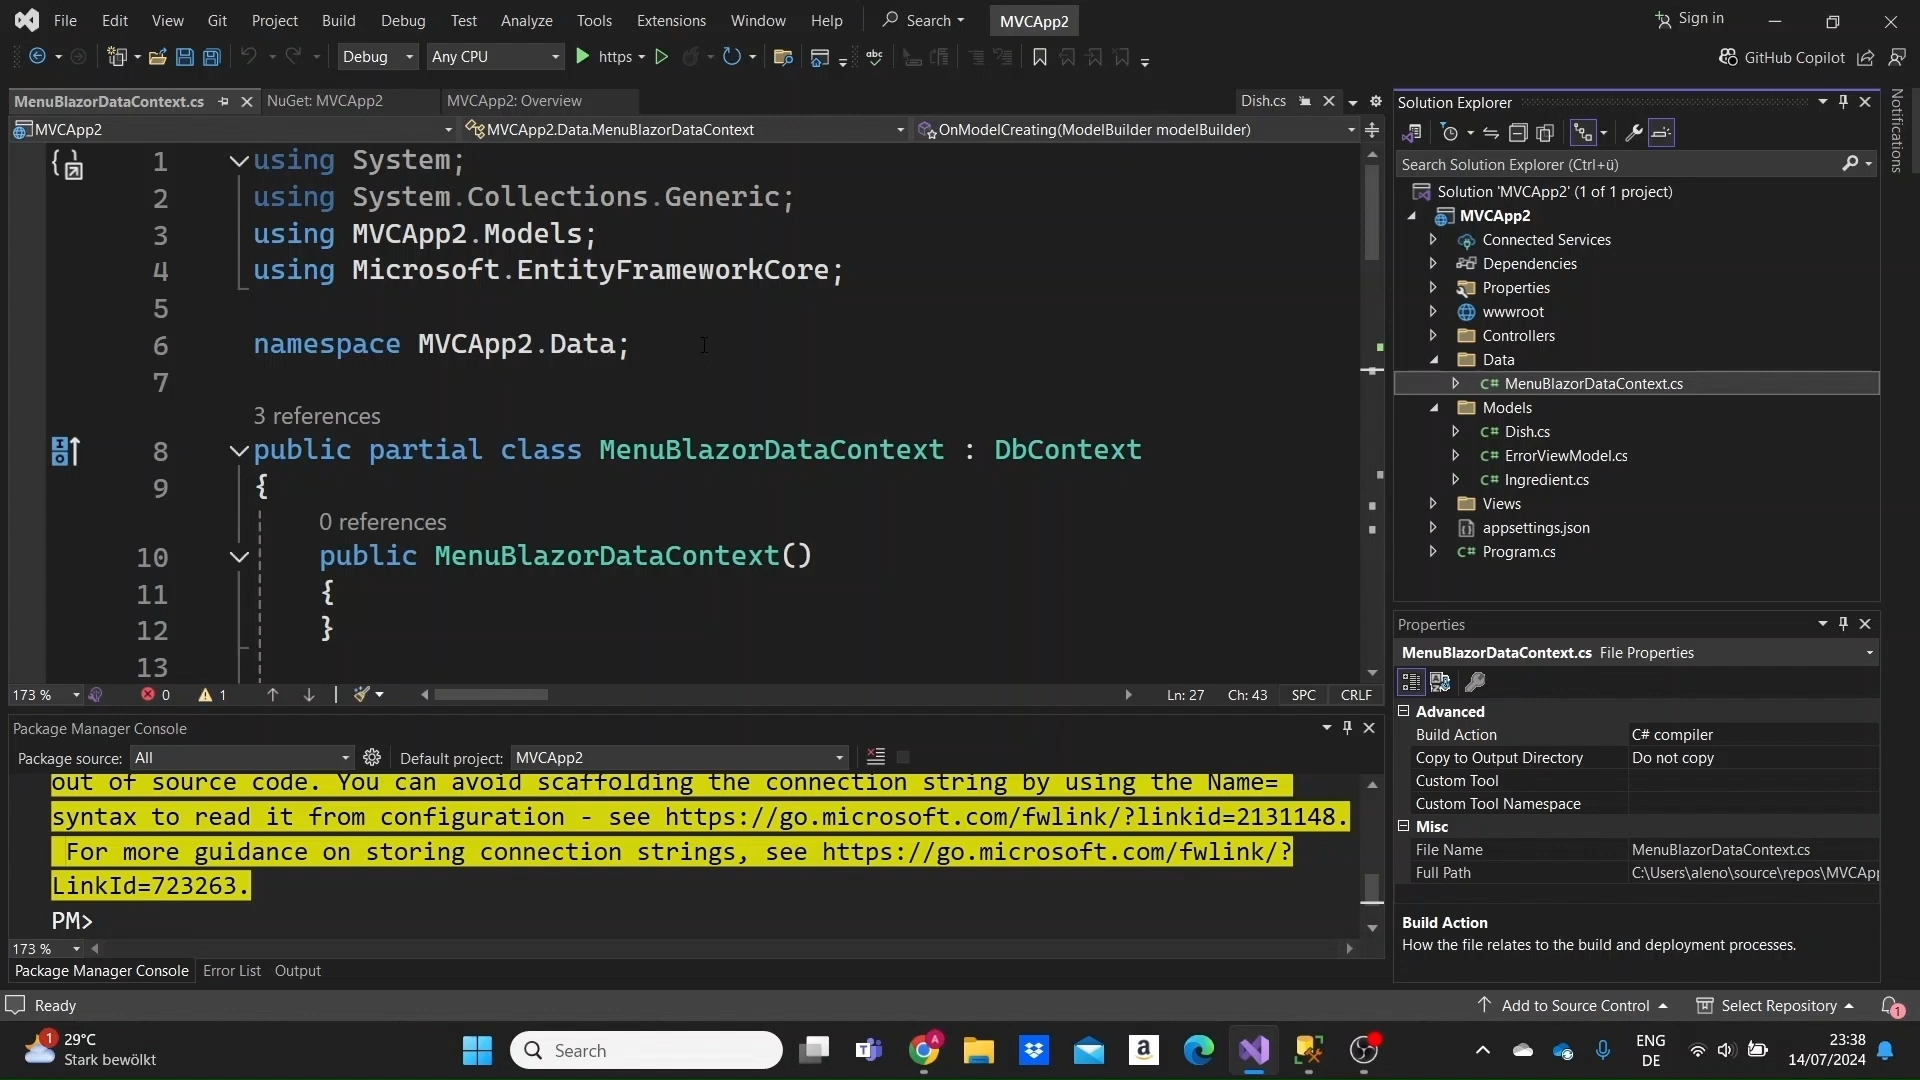 File Edit View Git Project Build Debug Test Analyze Tools Extensions Window Help Search MVCApp2 Sign in
Debug Any CPU https GitHub Copilot
MenuBlazorDataContext.cs NuGet: MVCApp2 MVCApp2: Overview Dish.cs
MVCApp2 MVCApp2.Data.MenuBlazorDataContext OnModelCreating(ModelBuilder modelBuilder)
1 using System;
2 using System.Collections.Generic;
3 using MVCApp2.Models;
4 using Microsoft.EntityFrameworkCore;
5
6 namespace MVCApp2.Data;
7
3 references
8 public partial class MenuBlazorDataContext : DbContext
9 {
0 references
10 public MenuBlazorDataContext()
11 {
12 }
13
173 % 0 1 Ln: 27 Ch: 43 SPC CRLF
Package Manager Console
Package source: All Default project: MVCApp2
out of source code. You can avoid scaffolding the connection string by using the Name=
syntax to read it from configuration - see https://go.microsoft.com/fwlink/?linkid=2131148.
For more guidance on storing connection strings, see https://go.microsoft.com/fwlink/?
LinkId=723263.
PM>
173 %
Package Manager Console Error List Output
Solution Explorer
Search Solution Explorer (Ctrl+ü)
Solution 'MVCApp2' (1 of 1 project)
MVCApp2
Connected Services
Dependencies
Properties
wwwroot
Controllers
Data
C# MenuBlazorDataContext.cs
Models
C# Dish.cs
C# ErrorViewModel.cs
C# Ingredient.cs
Views
appsettings.json
C# Program.cs
Notifications
Properties
MenuBlazorDataContext.cs File Properties
Advanced
Build Action C# compiler
Copy to Output Directory Do not copy
Custom Tool
Custom Tool Namespace
Misc
File Name MenuBlazorDataContext.cs
Full Path C:\Users\aleno\source\repos\MVCApp
Build Action
How the file relates to the build and deployment processes.
Ready Add to Source Control Select Repository 1
1 29°C
Stark bewölkt
Search
ENG
DE
23:38
14/07/2024